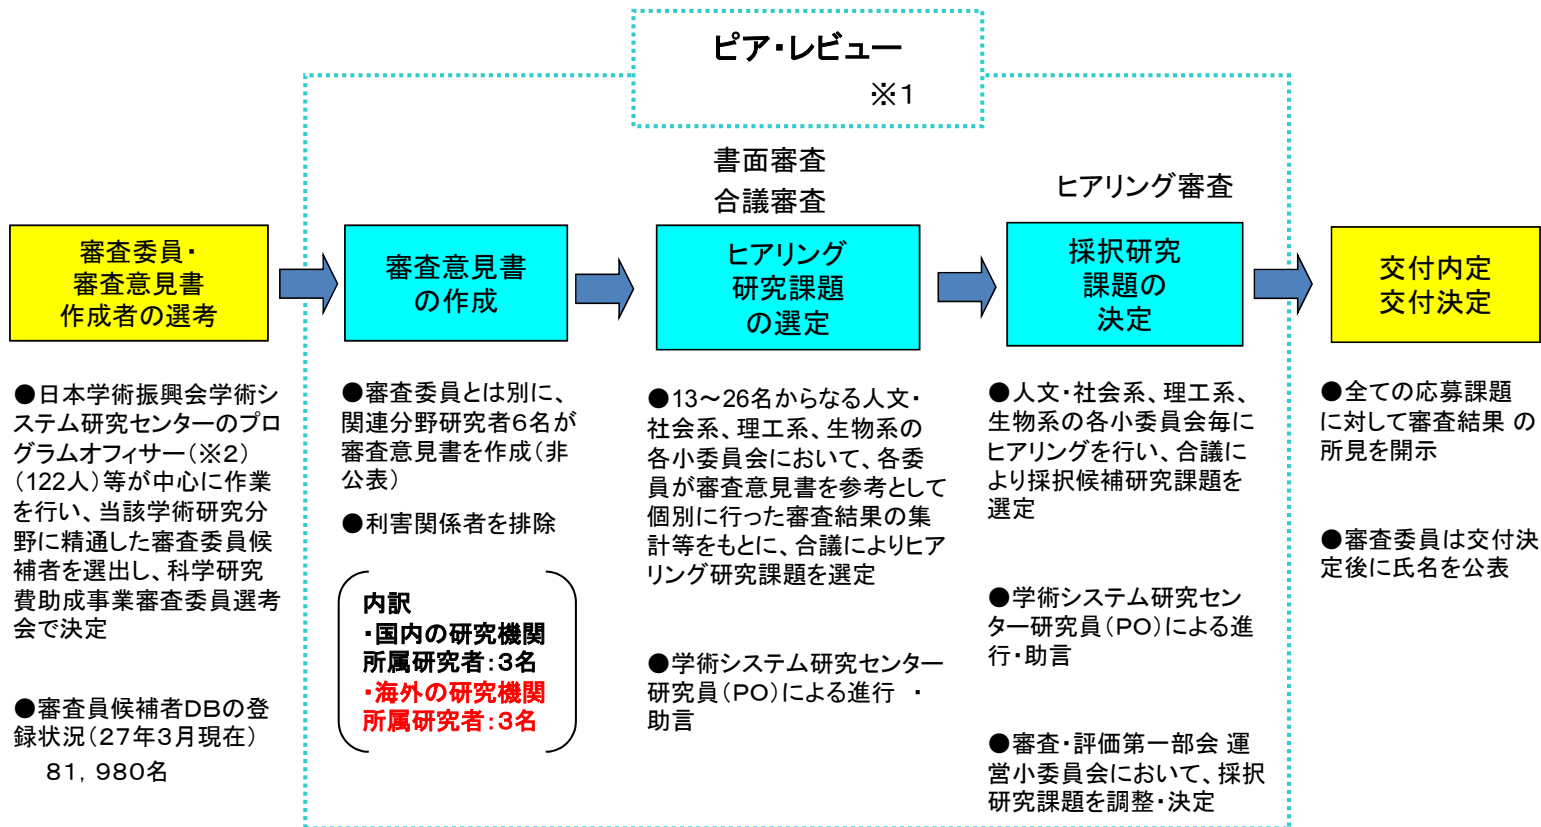 ピア・レビュー
※1
書面審査
合議審査
ヒアリング審査
審査委員・
審査意見書
作成者の選考
審査意見書
の作成
ヒアリング
研究課題
の選定
採択研究
課題の
決定
交付内定
交付決定
●日本学術振興会学術シ
ステム研究センターのプロ
グラムオフィサー(※2)
(122人)等が中心に作業
を行い、当該学術研究分
野に精通した審査委員候
補者を選出し、科学研究
費助成事業審査委員選考
会で決定
●審査員候補者DBの登
録状況(27年3月現在)
81,980名
●審査委員とは別に、
関連分野研究者6名が
審査意見書を作成(非
公表)
●利害関係者を排除
内訳
・国内の研究機関
所属研究者:3名
・海外の研究機関
所属研究者:3名
●13~26名からなる人文・
社会系、理工系、生物系の
各小委員会において、各委
員が審査意見書を参考として
個別に行った審査結果の集
計等をもとに、合議によりヒア
リング研究課題を選定
●学術システム研究センター
研究員(PO)による進行 ・
助言
●人文・社会系、理工系、
生物系の各小委員会毎に
ヒアリングを行い、合議に
より採択候補研究課題を
選定
●学術システム研究セン
ター研究員(PO)による進
行・助言
●審査・評価第一部会 運
営小委員会において、採択
研究課題を調整・決定
●全ての応募課題
に対して審査結果 の
所見を開示
●審査委員は交付決
定後に氏名を公表